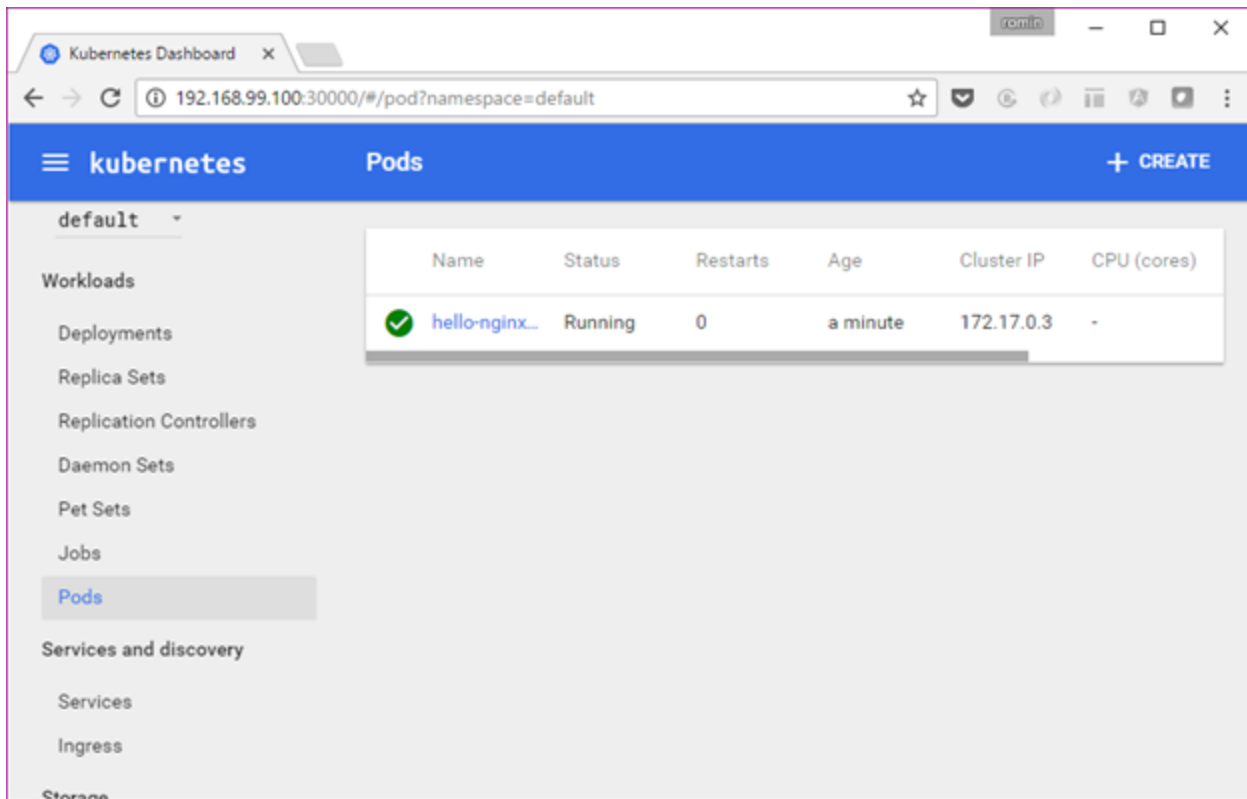 romin
Kubernetes Dashboard
192.168.99.100:30000/#/pod?namespace=default
kubernetes
Pods
+ CREATE
default
Workloads
Deployments
Replica Sets
Replication Controllers
Daemon Sets
Pet Sets
Jobs
Pods
Services and discovery
Services
Ingress
Storage
Name Status Restarts Age Cluster IP CPU (cores)
hello-nginx... Running 0 a minute 172.17.0.3 -